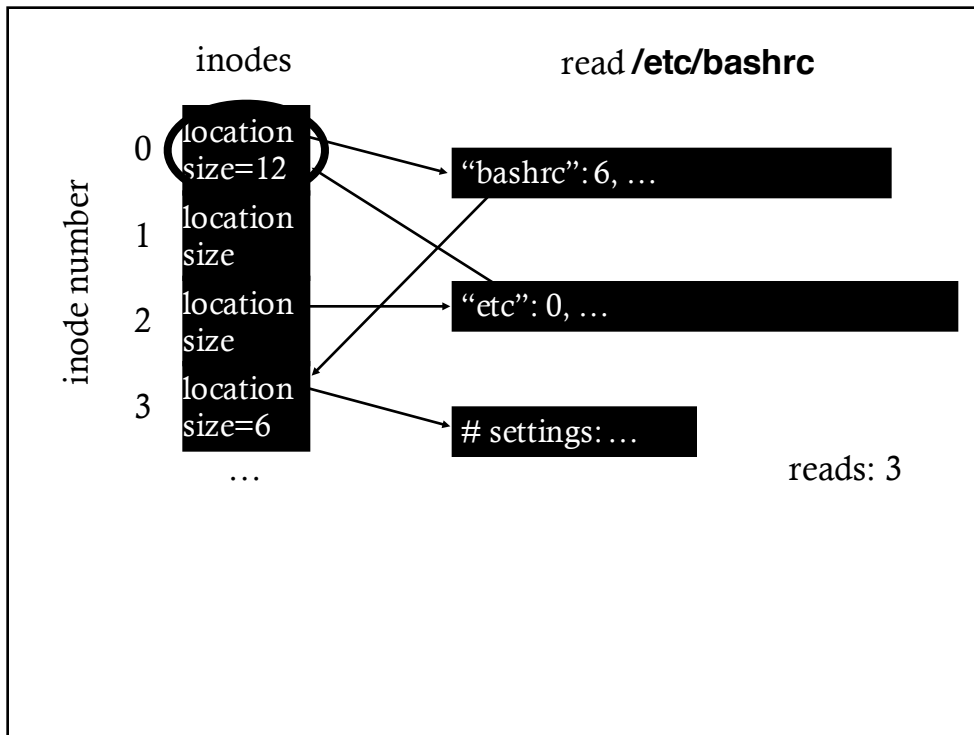 inodes
read /etc/bashrc
inode number
0
location
size=12
1
location
size
2
location
size
3
location
size=6
…
“bashrc”: 6, …
“etc”: 0, …
# settings: …
reads: 3